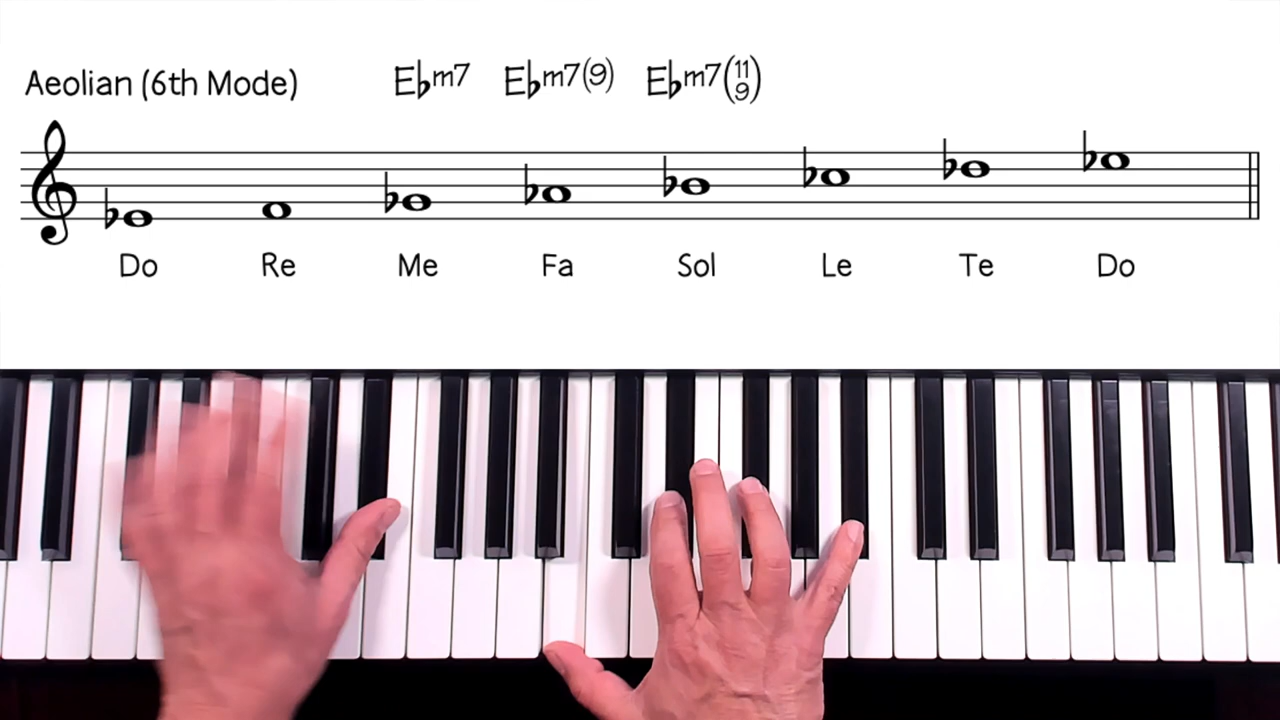 Aeolian (6th Mode) E♭m7 E♭m7(9) E♭m7(11 9)
Do Re Me Fa Sol Le Te Do